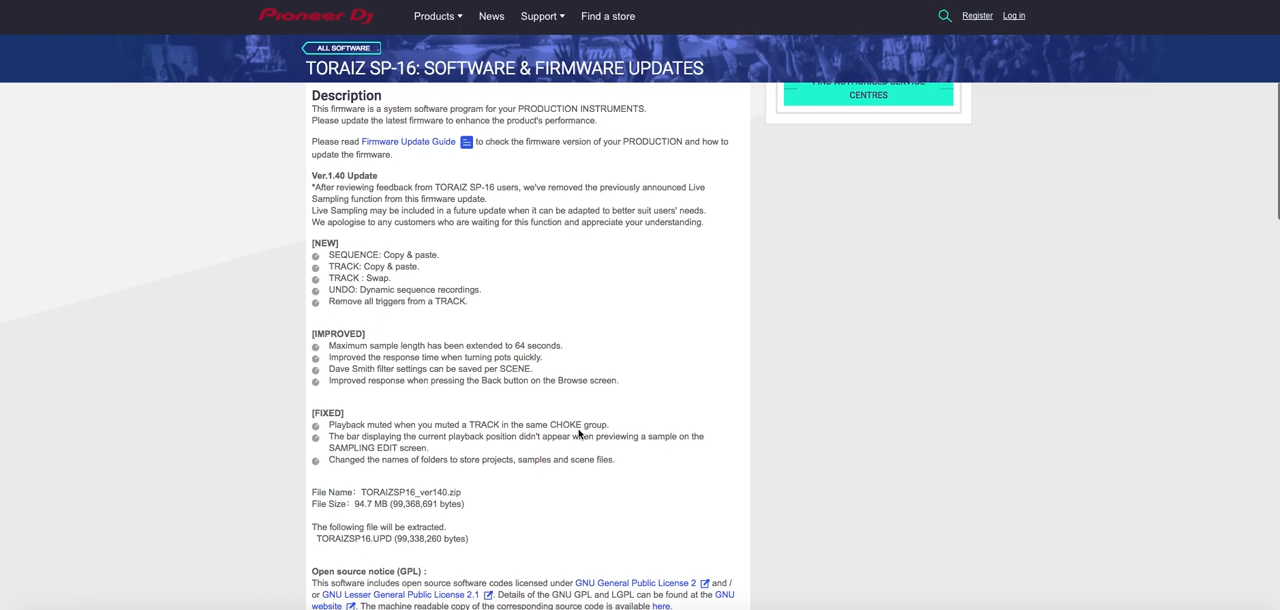 Pioneer Dj Products News Support Find a store Register Log in
ALL SOFTWARE
TORAIZ SP-16: SOFTWARE & FIRMWARE UPDATES
FIND AUTHORISED SERVICE
CENTRES
Description
This firmware is a system software program for your PRODUCTION INSTRUMENTS.
Please update the latest firmware to enhance the product's performance.
Please read Firmware Update Guide to check the firmware version of your PRODUCTION and how to
update the firmware.
Ver.1.40 Update
*After reviewing feedback from TORAIZ SP-16 users, we've removed the previously announced Live
Sampling function from this firmware update.
Live Sampling may be included in a future update when it can be adapted to better suit users' needs.
We apologise to any customers who are waiting for this function and appreciate your understanding.
[NEW]
SEQUENCE: Copy & paste.
TRACK: Copy & paste.
TRACK : Swap.
UNDO: Dynamic sequence recordings.
Remove all triggers from a TRACK.
[IMPROVED]
Maximum sample length has been extended to 64 seconds.
Improved the response time when turning pots quickly.
Dave Smith filter settings can be saved per SCENE.
Improved response when pressing the Back button on the Browse screen.
[FIXED]
Playback muted when you muted a TRACK in the same CHOKE group.
The bar displaying the current playback position didn't appear when previewing a sample on the
SAMPLING EDIT screen.
Changed the names of folders to store projects, samples and scene files.
File Name: TORAIZSP16_ver140.zip
File Size: 94.7 MB (99,368,691 bytes)
The following file will be extracted.
TORAIZSP16.UPD (99,338,260 bytes)
Open source notice (GPL) :
This software includes open source software codes licensed under GNU General Public License 2 and /
or GNU Lesser General Public License 2.1 . Details of the GNU GPL and LGPL can be found at the GNU
website . The machine readable copy of the corresponding source code is available here.